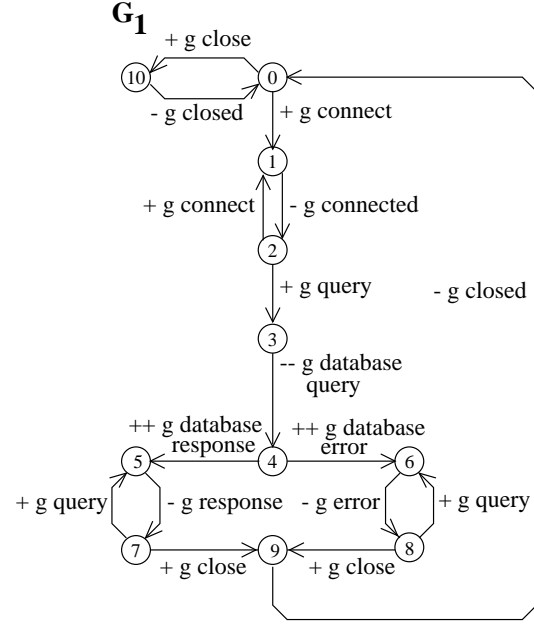 G1
+ g close
10
0
- g closed
+ g connect
1
+ g connect
- g connected
2
+ g query
- g closed
3
-- g database
query
++ g database
response
++ g database
error
5
4
6
+ g query
- g response
- g error
+ g query
7
9
8
+ g close
+ g close